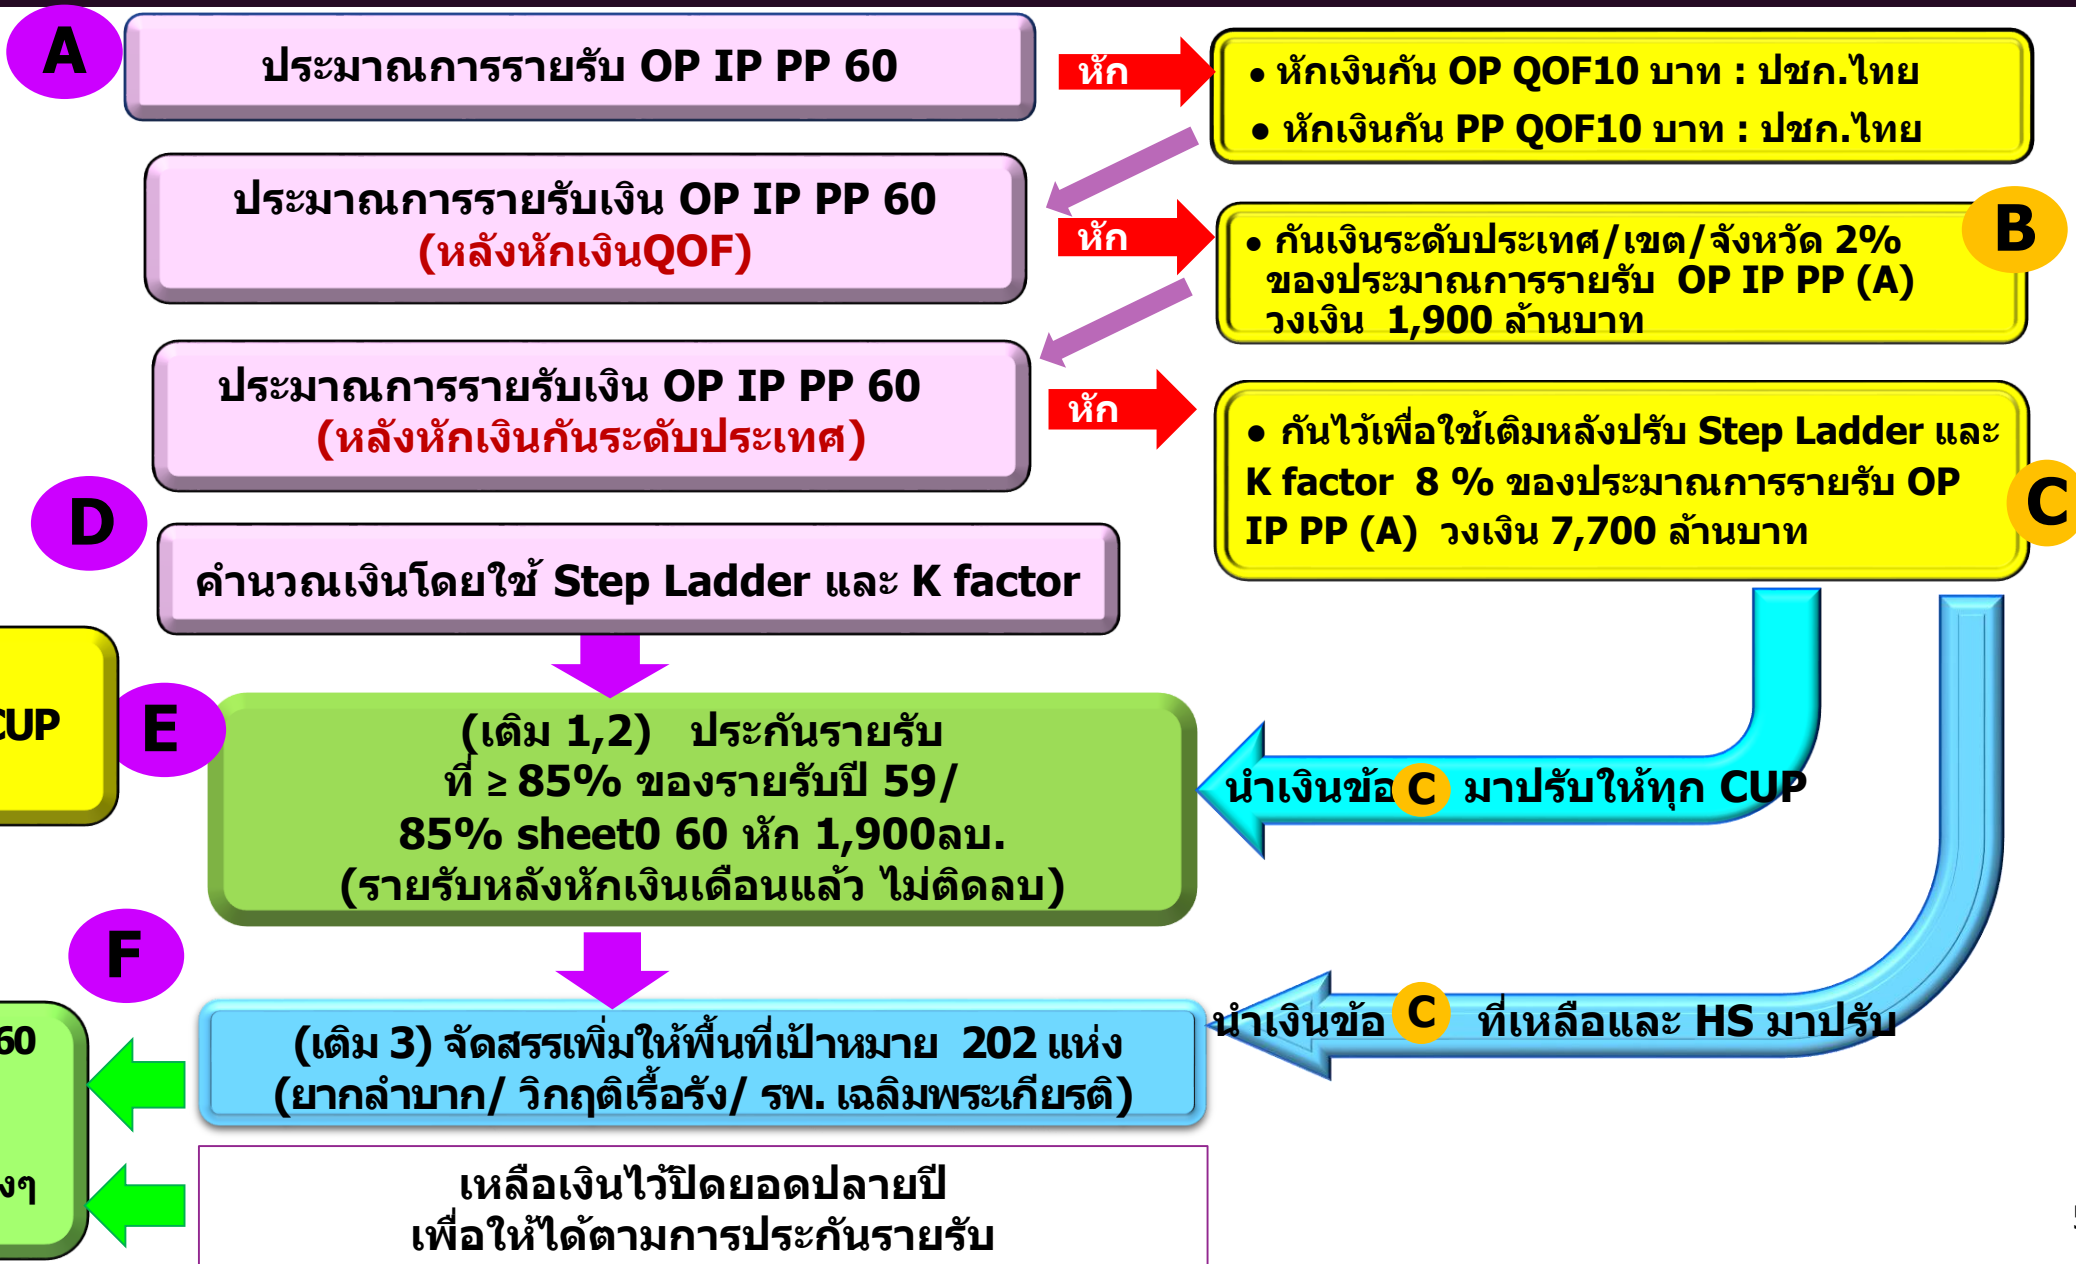 A
ประมาณการรายรับ OP IP PP 60
หัก
● หักเงินกัน OP QOF10 บาท : ปชก.ไทย
● หักเงินกัน PP QOF10 บาท : ปชก.ไทย
ประมาณการรายรับเงิน OP IP PP 60
(หลังหักเงินQOF)
หัก
B
● กันเงินระดับประเทศ/เขต/จังหวัด 2%
ของประมาณการรายรับ OP IP PP (A)
วงเงิน 1,900 ล้านบาท
ประมาณการรายรับเงิน OP IP PP 60
(หลังหักเงินกันระดับประเทศ)
หัก
● กันไว้เพื่อใช้เติมหลังปรับ Step Ladder และ
K factor 8 % ของประมาณการรายรับ OP
IP PP (A) วงเงิน 7,700 ล้านบาท
C
D
คำนวณเงินโดยใช้ Step Ladder และ K factor
CUP
E
(เติม 1,2) ประกันรายรับ
ที่ ≥ 85% ของรายรับปี 59/
85% sheet0 60 หัก 1,900ลบ.
(รายรับหลังหักเงินเดือนแล้ว ไม่ติดลบ)
นำเงินข้อ C มาปรับให้ทุก CUP
F
(เติม 3) จัดสรรเพิ่มให้พื้นที่เป้าหมาย 202 แห่ง
(ยากลำบาก/ วิกฤติเรื้อรัง/ รพ. เฉลิมพระเกียรติ)
นำเงินข้อ C ที่เหลือและ HS มาปรับ
60
งๆ
เหลือเงินไว้ปิดยอดปลายปี
เพื่อให้ได้ตามการประกันรายรับ